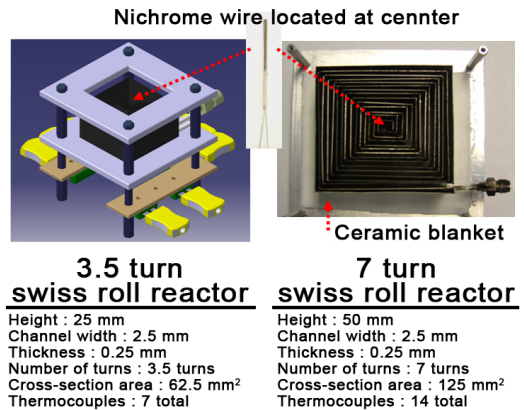 Nichrome wire located at cennter
Ceramic blanket
3.5 turn
swiss roll reactor
Height : 25 mm
Channel width : 2.5 mm
Thickness : 0.25 mm
Number of turns : 3.5 turns
Cross-section area : 62.5 mm²
Thermocouples : 7 total
7 turn
swiss roll reactor
Height : 50 mm
Channel width : 2.5 mm
Thickness : 0.25 mm
Number of turns : 7 turns
Cross-section area : 125 mm²
Thermocouples : 14 total